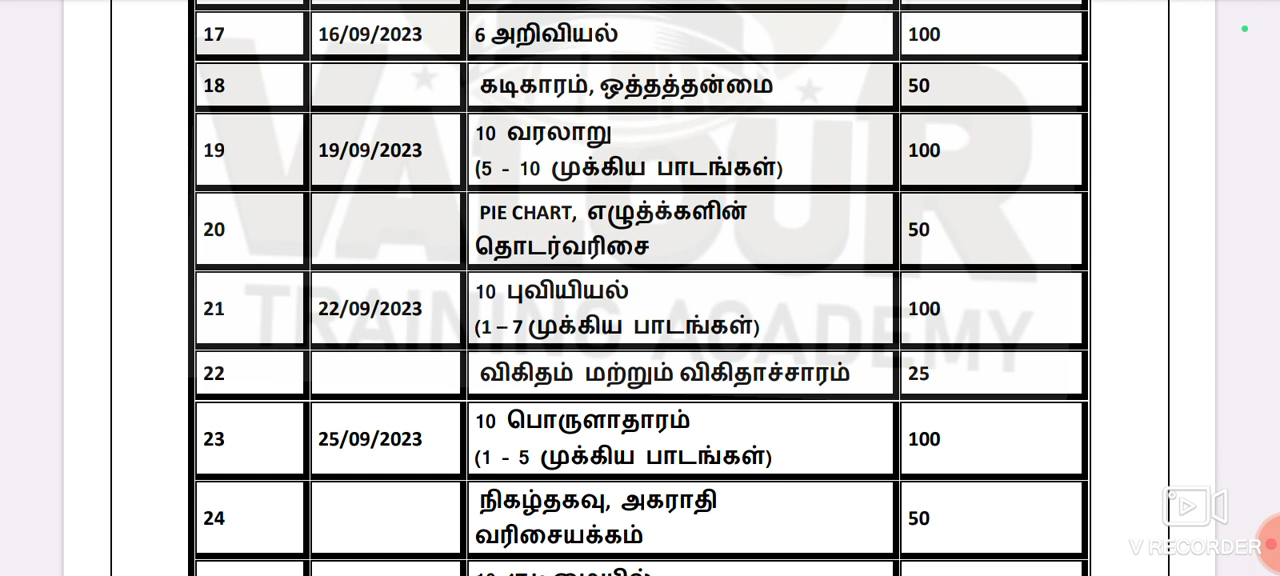 17 16/09/2023 6 அறிவியல் 100
18 கடிகாரம், ஒத்தத்தன்மை 50
19 19/09/2023 10 வரலாறு 100
(5 - 10 முக்கிய பாடங்கள்)
20 PIE CHART, எழுத்க்களின் 50
தொடர்வரிசை
21 22/09/2023 10 புவியியல் 100
(1 – 7 முக்கிய பாடங்கள்)
22 விகிதம் மற்றும் விகிதாச்சாரம் 25
23 25/09/2023 10 பொருளாதாரம் 100
(1 - 5 முக்கிய பாடங்கள்)
24 நிகழ்தகவு, அகராதி 50
வரிசையக்கம்
VALOUR
TRAINING ACADEMY
V RECORDER